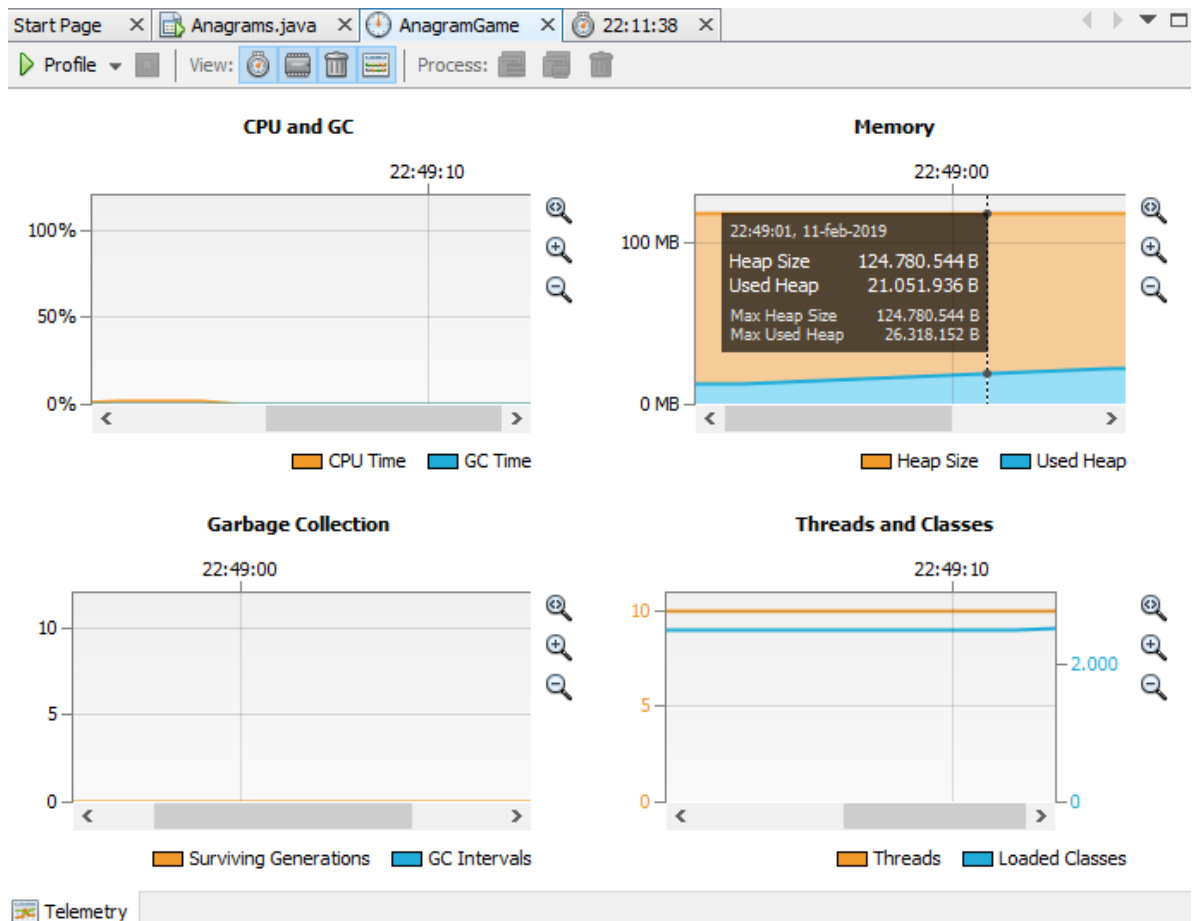 Start Page Anagrams.java AnagramGame 22:11:38
Profile View: Process:
CPU and GC
22:49:10
100%
50%
0%
CPU Time GC Time
Memory
22:49:00
100 MB
0 MB
22:49:01, 11-feb-2019
Heap Size 124.780.544 B
Used Heap 21.051.936 B
Max Heap Size 124.780.544 B
Max Used Heap 26.318.152 B
Heap Size Used Heap
Garbage Collection
22:49:00
10
5
0
Surviving Generations GC Intervals
Threads and Classes
22:49:10
10
5
0
2.000
0
Threads Loaded Classes
Telemetry